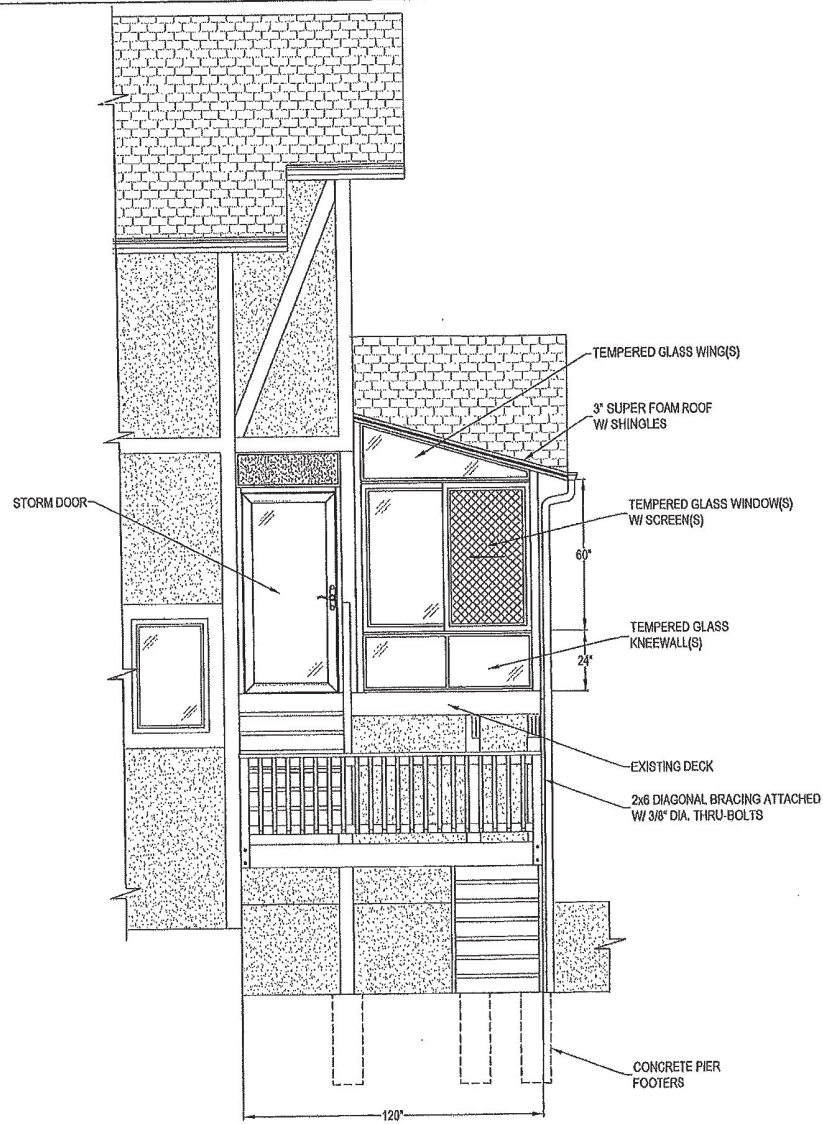 TEMPERED GLASS WING(S)
3" SUPER FOAM ROOF
W/ SHINGLES
STORM DOOR
TEMPERED GLASS WINDOW(S)
W/ SCREEN(S)
60"
TEMPERED GLASS
KNEEWALL(S)
24"
EXISTING DECK
2x6 DIAGONAL BRACING ATTACHED
W/ 3/8" DIA. THRU-BOLTS
CONCRETE PIER
FOOTERS
120"